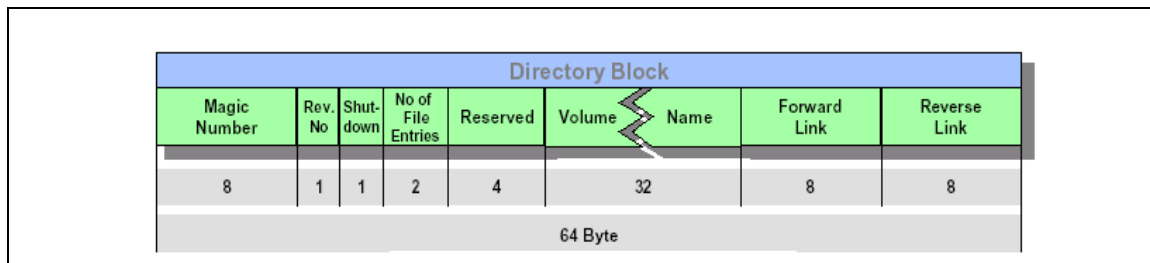 Directory Block
Magic Number
Rev. No
Shut-down
No of File Entries
Reserved
Volume Name
Forward Link
Reverse Link
8 1 1 2 4 32 8 8
64 Byte